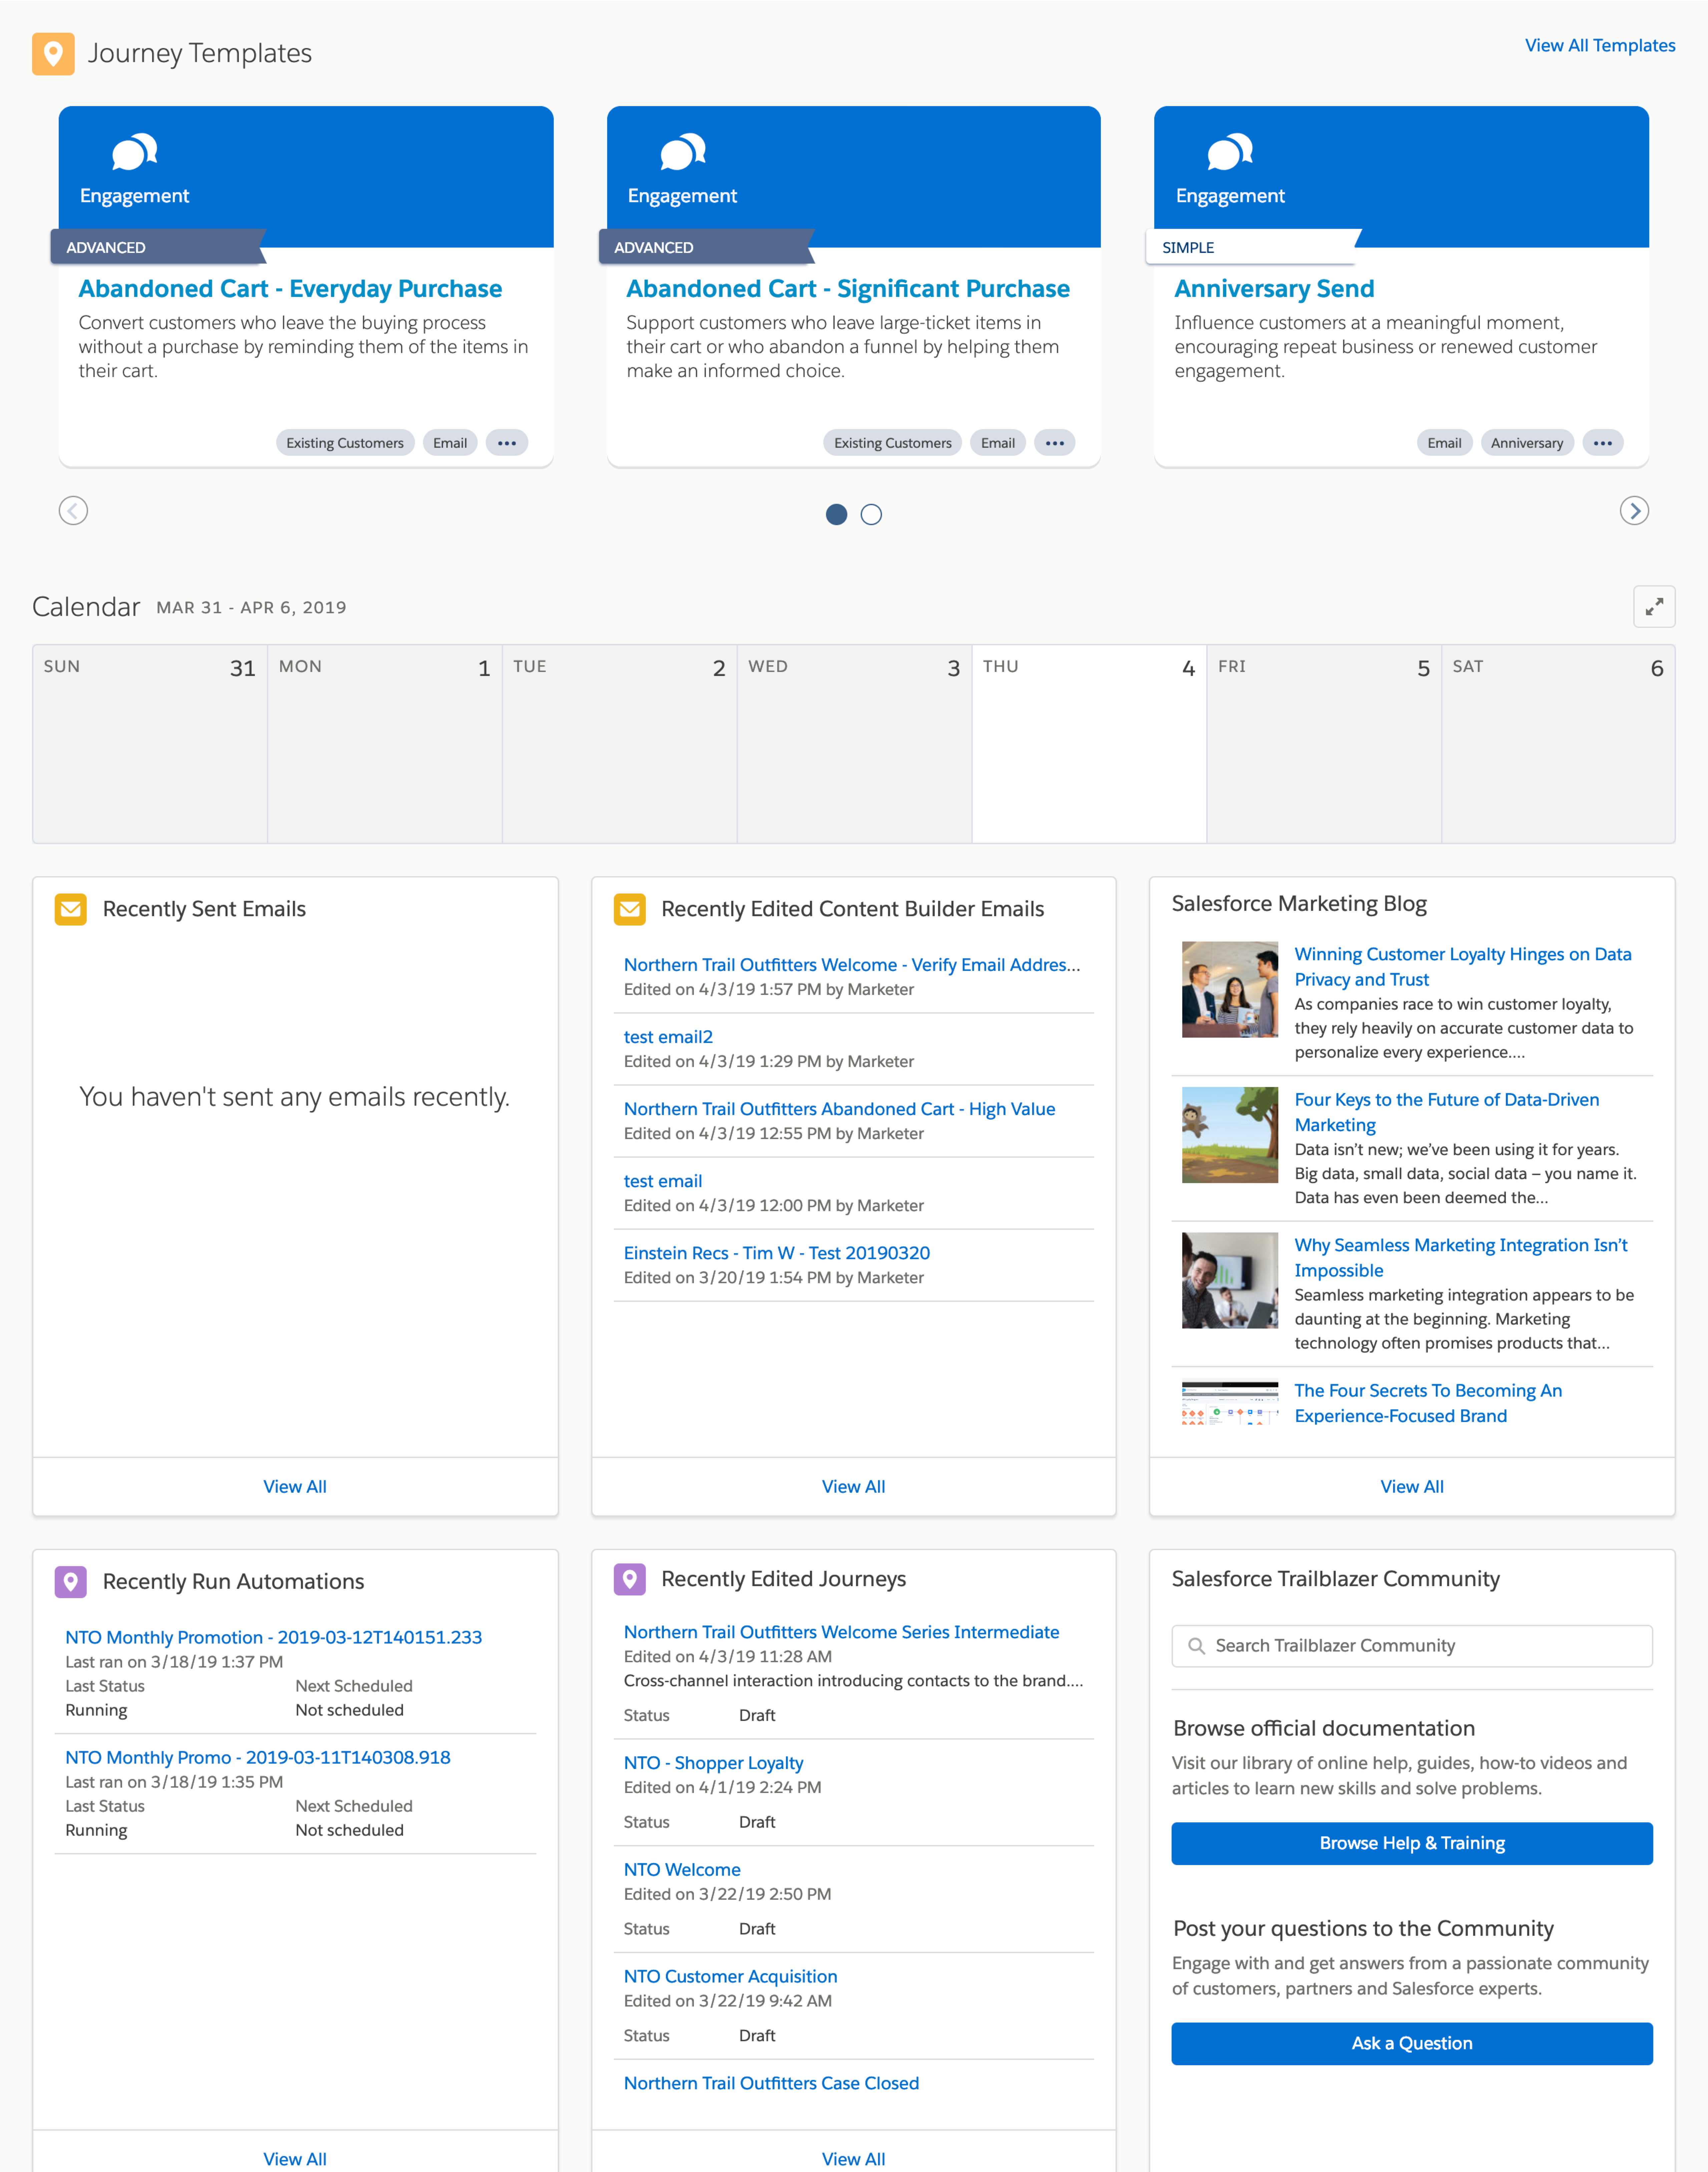 Journey Templates
View All Templates
Engagement
ADVANCED
Abandoned Cart - Everyday Purchase
Convert customers who leave the buying process
without a purchase by reminding them of the items in
their cart.
Existing Customers Email •••
Engagement
ADVANCED
Abandoned Cart - Significant Purchase
Support customers who leave large-ticket items in
their cart or who abandon a funnel by helping them
make an informed choice.
Existing Customers Email •••
Engagement
SIMPLE
Anniversary Send
Influence customers at a meaningful moment,
encouraging repeat business or renewed customer
engagement.
Email Anniversary •••
Calendar MAR 31 - APR 6, 2019
SUN 31 MON 1 TUE 2 WED 3 THU 4 FRI 5 SAT 6
Recently Sent Emails
You haven't sent any emails recently.
View All
Recently Edited Content Builder Emails
Northern Trail Outfitters Welcome - Verify Email Addres...
Edited on 4/3/19 1:57 PM by Marketer
test email2
Edited on 4/3/19 1:29 PM by Marketer
Northern Trail Outfitters Abandoned Cart - High Value
Edited on 4/3/19 12:55 PM by Marketer
test email
Edited on 4/3/19 12:00 PM by Marketer
Einstein Recs - Tim W - Test 20190320
Edited on 3/20/19 1:54 PM by Marketer
View All
Salesforce Marketing Blog
Winning Customer Loyalty Hinges on Data
Privacy and Trust
As companies race to win customer loyalty,
they rely heavily on accurate customer data to
personalize every experience....
Four Keys to the Future of Data-Driven
Marketing
Data isn’t new; we’ve been using it for years.
Big data, small data, social data – you name it.
Data has even been deemed the...
Why Seamless Marketing Integration Isn’t
Impossible
Seamless marketing integration appears to be
daunting at the beginning. Marketing
technology often promises products that...
The Four Secrets To Becoming An
Experience-Focused Brand
View All
Recently Run Automations
NTO Monthly Promotion - 2019-03-12T140151.233
Last ran on 3/18/19 1:37 PM
Last Status Next Scheduled
Running Not scheduled
NTO Monthly Promo - 2019-03-11T140308.918
Last ran on 3/18/19 1:35 PM
Last Status Next Scheduled
Running Not scheduled
View All
Recently Edited Journeys
Northern Trail Outfitters Welcome Series Intermediate
Edited on 4/3/19 11:28 AM
Cross-channel interaction introducing contacts to the brand....
Status Draft
NTO - Shopper Loyalty
Edited on 4/1/19 2:24 PM
Status Draft
NTO Welcome
Edited on 3/22/19 2:50 PM
Status Draft
NTO Customer Acquisition
Edited on 3/22/19 9:42 AM
Status Draft
Northern Trail Outfitters Case Closed
View All
Salesforce Trailblazer Community
Search Trailblazer Community
Browse official documentation
Visit our library of online help, guides, how-to videos and
articles to learn new skills and solve problems.
Browse Help & Training
Post your questions to the Community
Engage with and get answers from a passionate community
of customers, partners and Salesforce experts.
Ask a Question